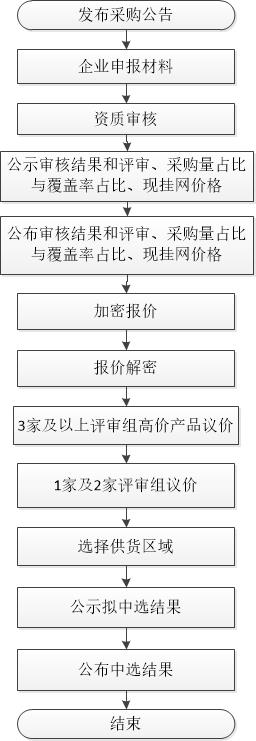 发布采购公告
企业申报材料
资质审核
公示审核结果和评审、采购量占比
与覆盖率占比、现挂网价格
公布审核结果和评审、采购量占比
与覆盖率占比、现挂网价格
加密报价
报价解密
3家及以上评审组高价产品议价
1家及2家评审组议价
选择供货区域
公示拟中选结果
公布中选结果
结束